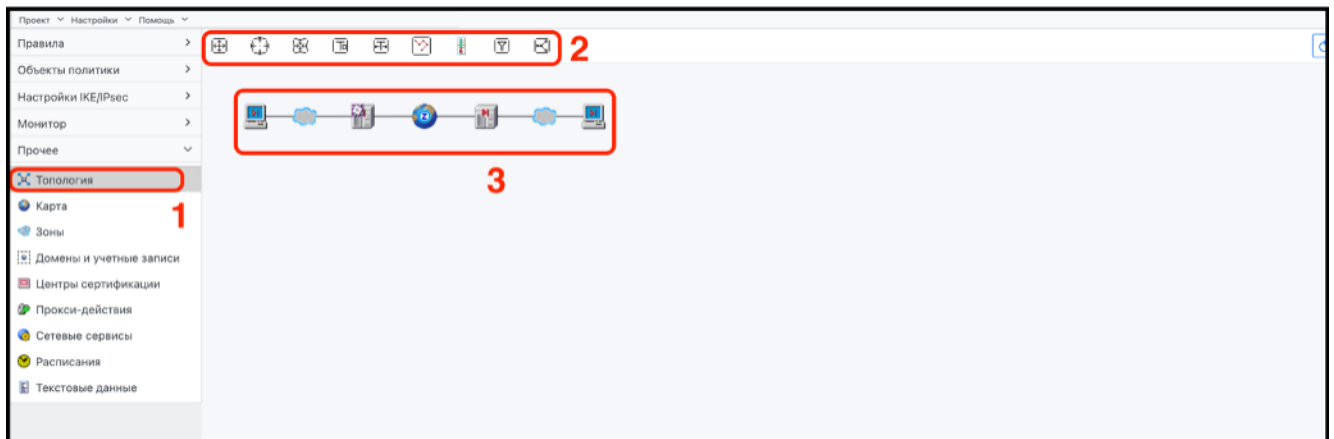 Проект Настройки Помощь
Правила
2
Объекты политики
Настройки IKE/IPsec
Монитор
Прочее
3
Топология
1
Карта
Зоны
Домены и учетные записи
Центры сертификации
Прокси-действия
Сетевые сервисы
Расписания
Текстовые данные